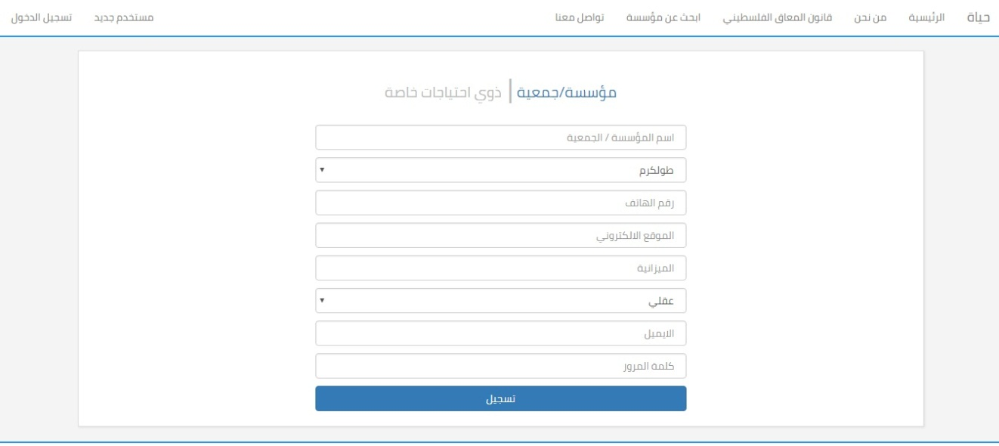 حياة الرئيسية من نحن قانون المعاق الفلسطيني ابحث عن مؤسسة تواصل معنا مستخدم جديد تسجيل الدخول
مؤسسة/جمعية ذوي احتياجات خاصة
اسم المؤسسة / الجمعية
طولكرم
رقم الهاتف
الموقع الالكتروني
الميزانية
عقلي
الايميل
كلمة المرور
تسجيل